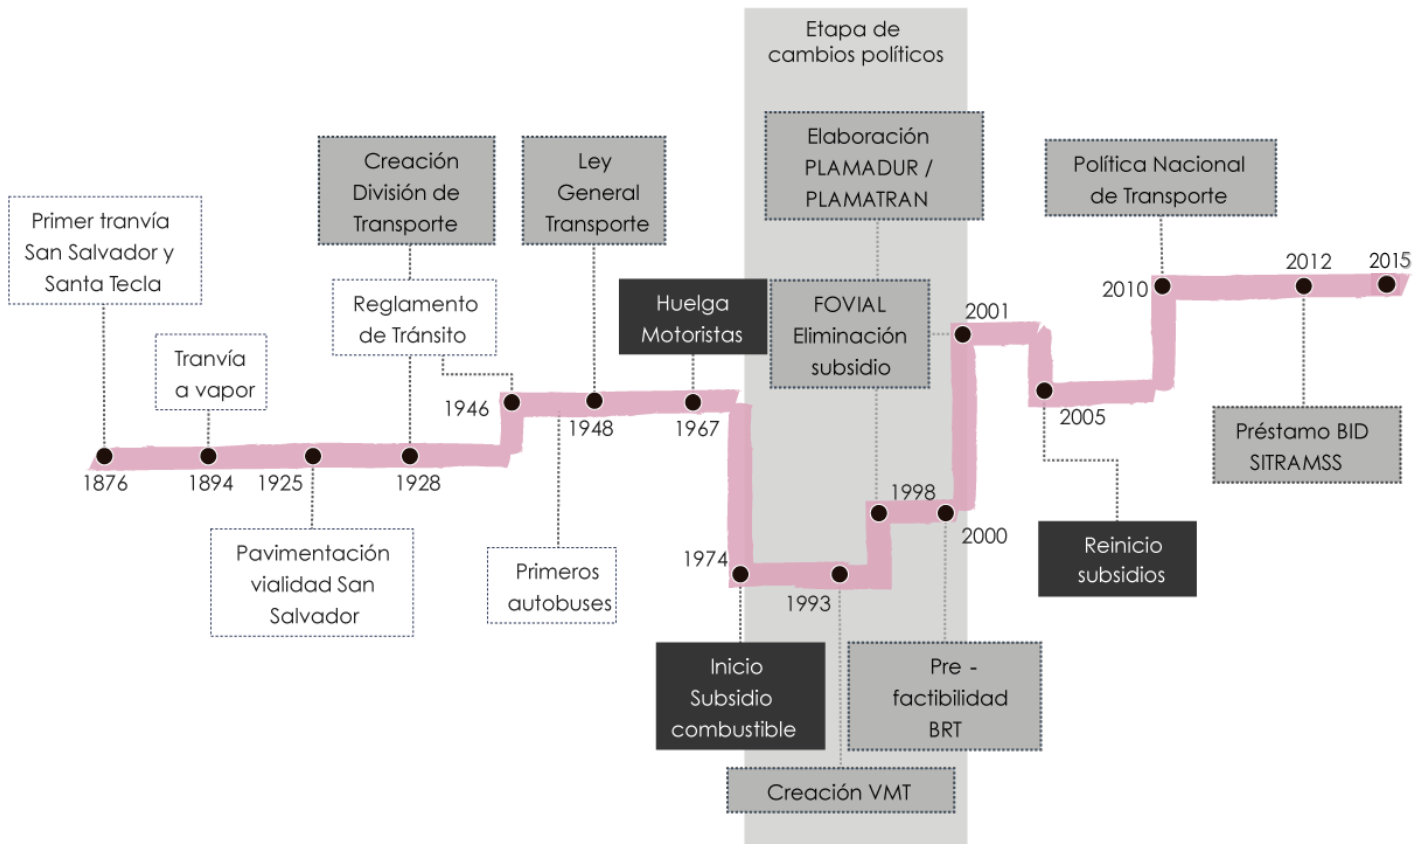 Etapa de
cambios políticos
Elaboración
PLAMADUR /
PLAMATRAN
Creación
División de
Transporte
Ley
General
Transporte
Política Nacional
de Transporte
Primer tranvía
San Salvador y
Santa Tecla
Reglamento
de Tránsito
Huelga
Motoristas
FOVIAL
Eliminación
subsidio
Tranvía
a vapor
2001
2010
2012
2015
1946
1948
1967
2005
1876
1894
1925
1928
Préstamo BID
SITRAMSS
1998
2000
1974
1993
Pavimentación
vialidad San
Salvador
Primeros
autobuses
Reinicio
subsidios
Inicio
Subsidio
combustible
Pre -
factibilidad
BRT
Creación VMT